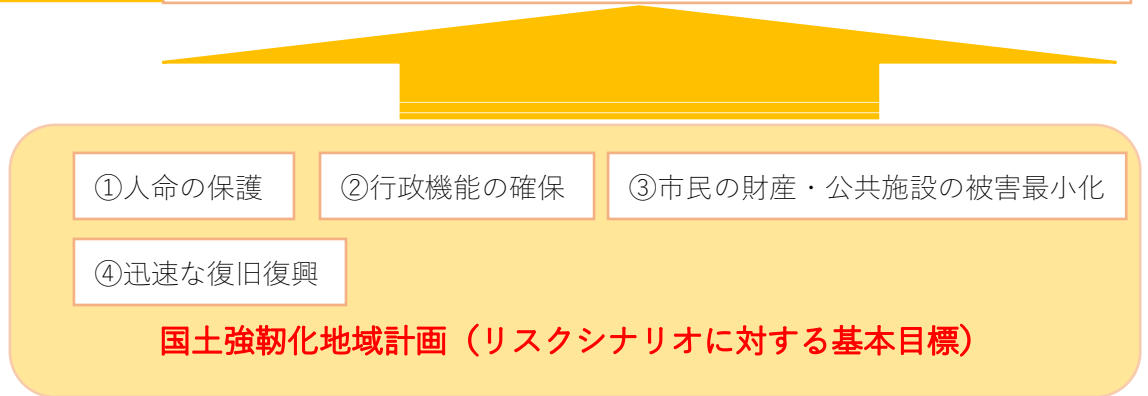 ①人命の保護
②行政機能の確保
③市民の財産・公共施設の被害最小化
④迅速な復旧復興
国土強靭化地域計画（リスクシナリオに対する基本目標）